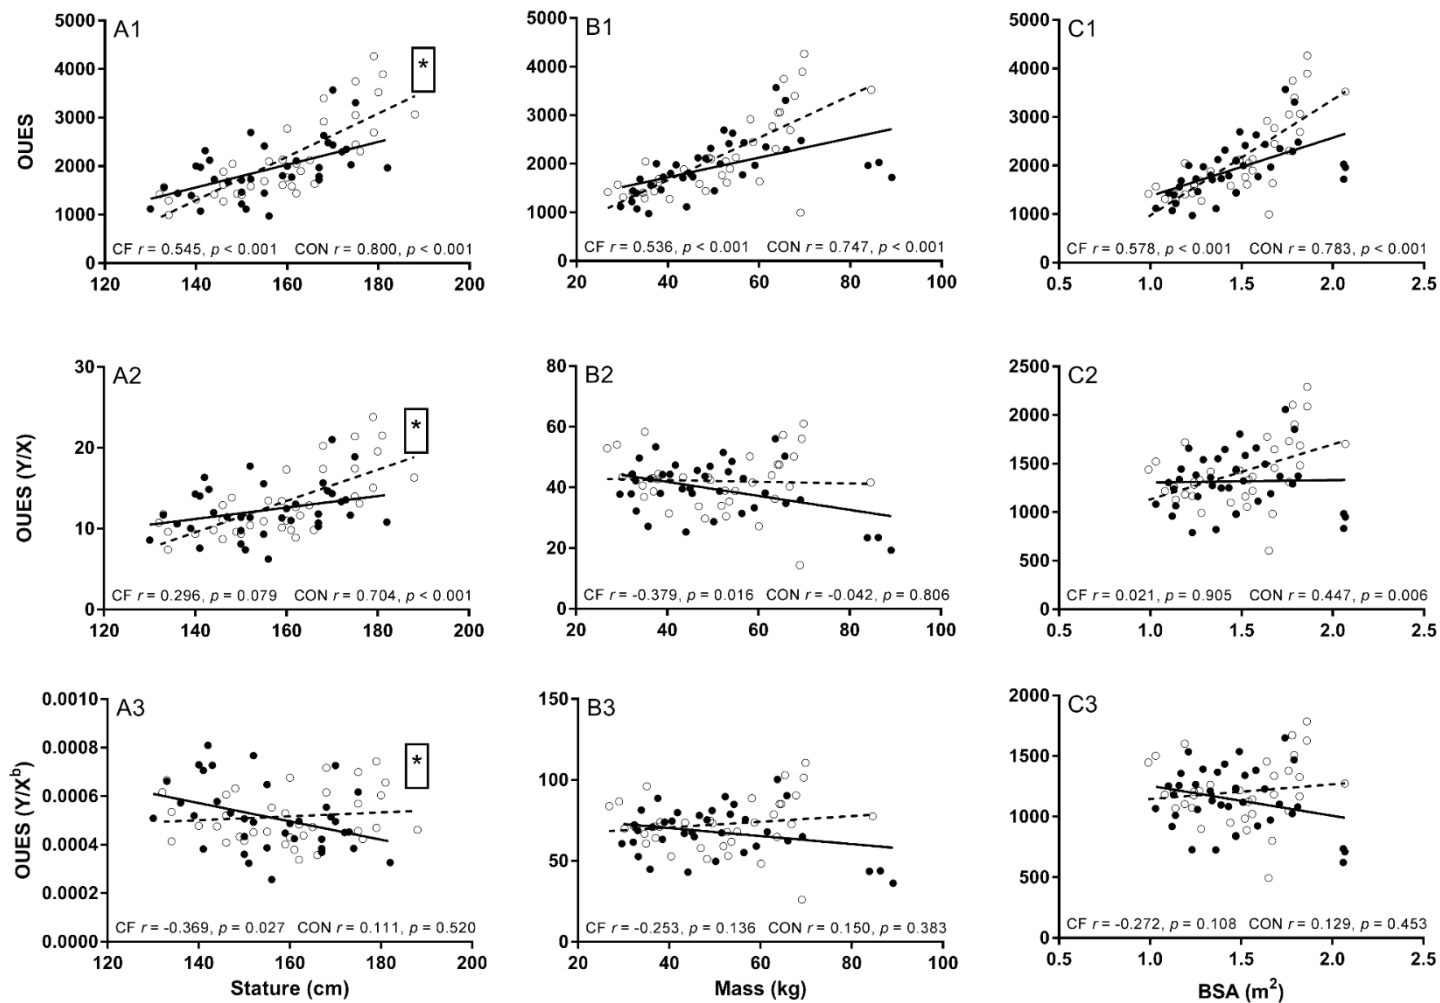 A1
5000
4000
3000
2000
1000
0
OUES
*
CF r = 0.545, p < 0.001 CON r = 0.800, p < 0.001
120 140 160 180 200
B1
5000
4000
3000
2000
1000
0
CF r = 0.536, p < 0.001 CON r = 0.747, p < 0.001
20 40 60 80 100
C1
5000
4000
3000
2000
1000
0
CF r = 0.578, p < 0.001 CON r = 0.783, p < 0.001
0.5 1.0 1.5 2.0 2.5
A2
30
20
10
0
OUES (Y/X)
*
CF r = 0.296, p = 0.079 CON r = 0.704, p < 0.001
120 140 160 180 200
B2
80
60
40
20
0
CF r = -0.379, p = 0.016 CON r = -0.042, p = 0.806
20 40 60 80 100
C2
2500
2000
1500
1000
500
0
CF r = 0.021, p = 0.905 CON r = 0.447, p = 0.006
0.5 1.0 1.5 2.0 2.5
A3
0.0010
0.0008
0.0006
0.0004
0.0002
0.0000
OUES (Y/Xᵇ)
*
CF r = -0.369, p = 0.027 CON r = 0.111, p = 0.520
120 140 160 180 200
Stature (cm)
B3
150
100
50
0
CF r = -0.253, p = 0.136 CON r = 0.150, p = 0.383
20 40 60 80 100
Mass (kg)
C3
2000
1500
1000
500
0
CF r = -0.272, p = 0.108 CON r = 0.129, p = 0.453
0.5 1.0 1.5 2.0 2.5
BSA (m²)